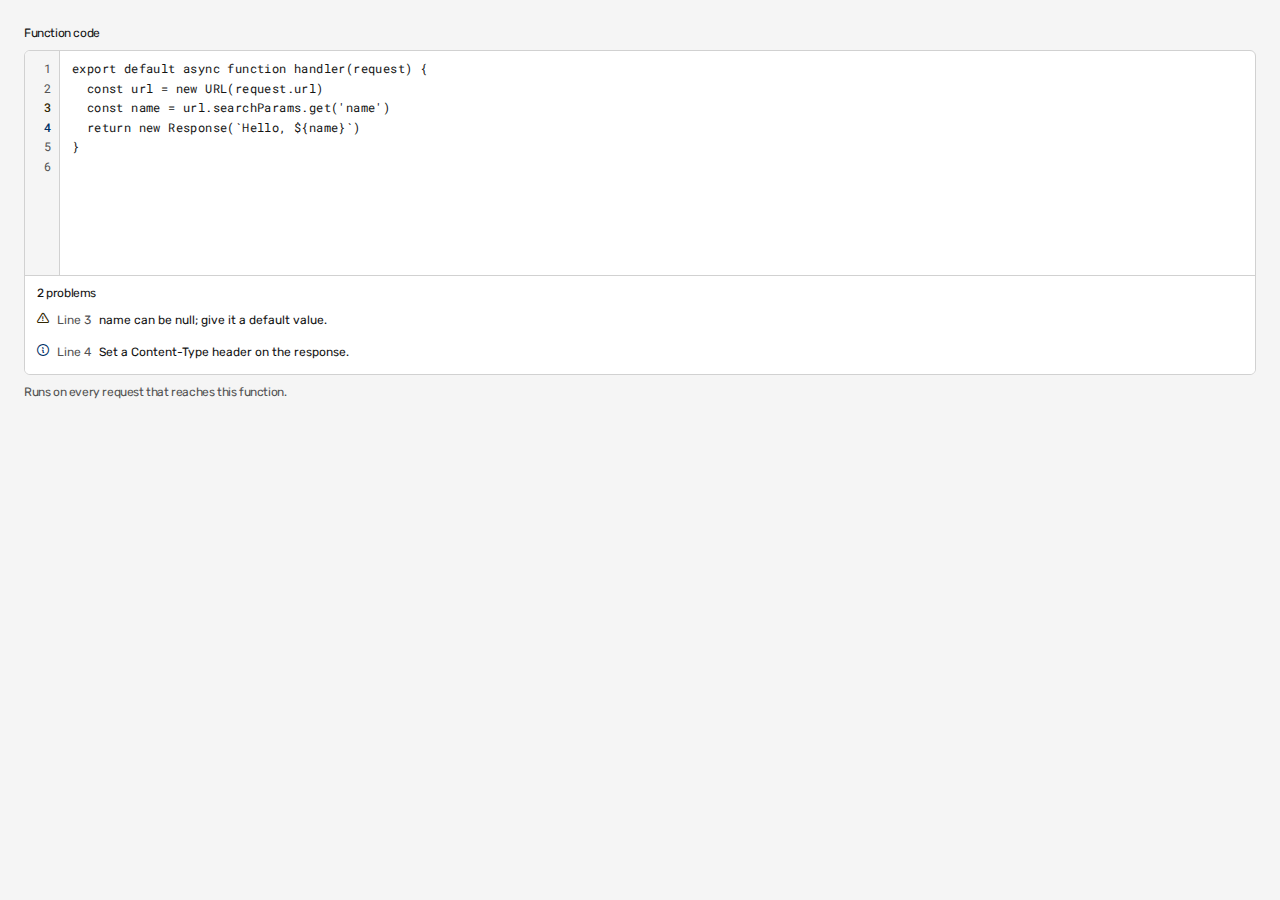 Function code
1 export default async function handler(request) {
2 const url = new URL(request.url)
3 const name = url.searchParams.get('name')
4 return new Response(`Hello, ${name}`)
5 }
6
2 problems
Line 3 name can be null; give it a default value.
Line 4 Set a Content-Type header on the response.
Runs on every request that reaches this function.